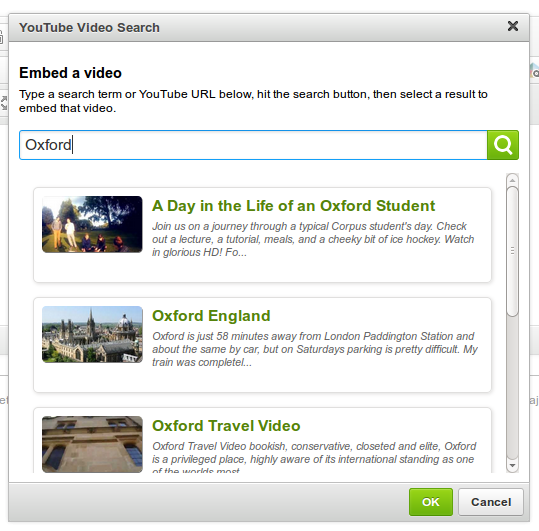 YouTube Video Search
Embed a video
Type a search term or YouTube URL below, hit the search button, then select a result to
embed that video.
Oxford
A Day in the Life of an Oxford Student
Join us on a journey through a typical Corpus student's day. Check
out a lecture, a tutorial, meals, and a cheeky bit of ice hockey. Watch
in glorious HD! Fo...
Oxford England
Oxford is just 58 minutes away from London Paddington Station and
about the same by car, but on Saturdays parking is pretty difficult. My
train was completel...
Oxford Travel Video
Oxford Travel Video bookish, conservative, closeted and elite, Oxford
is a privileged place, highly aware of its international standing as one
of the worlds most
OK
Cancel